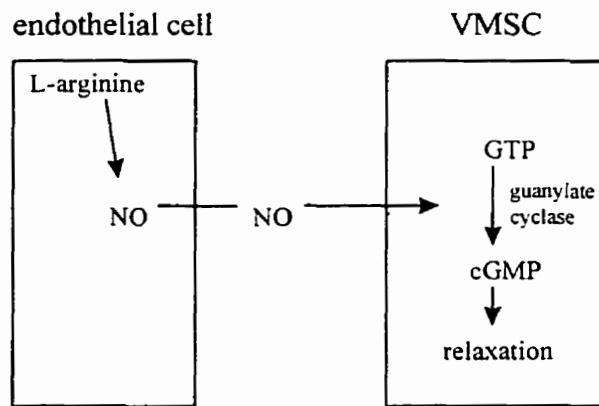 endothelial cell
VMSC
L-arginine
NO
NO
GTP
guanylate
cyclase
cGMP
relaxation